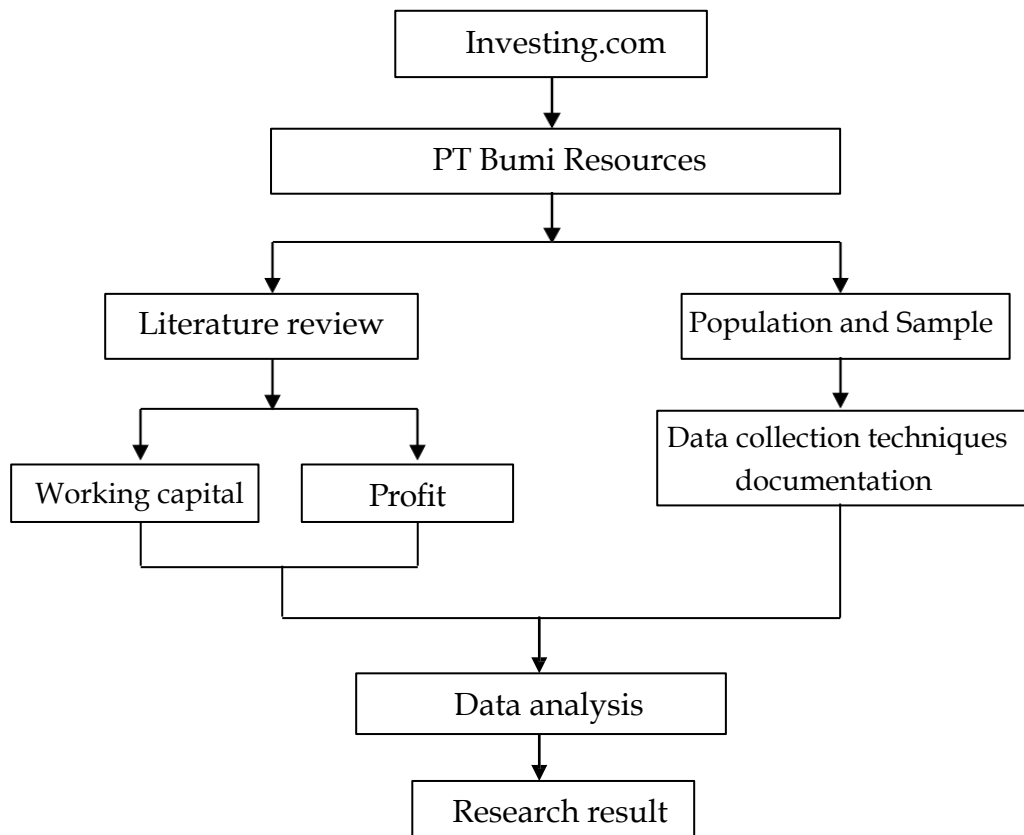 Investing.com
PT Bumi Resources
Literature review
Population and Sample
Working capital
Profit
Data collection techniques
documentation
Data analysis
Research result